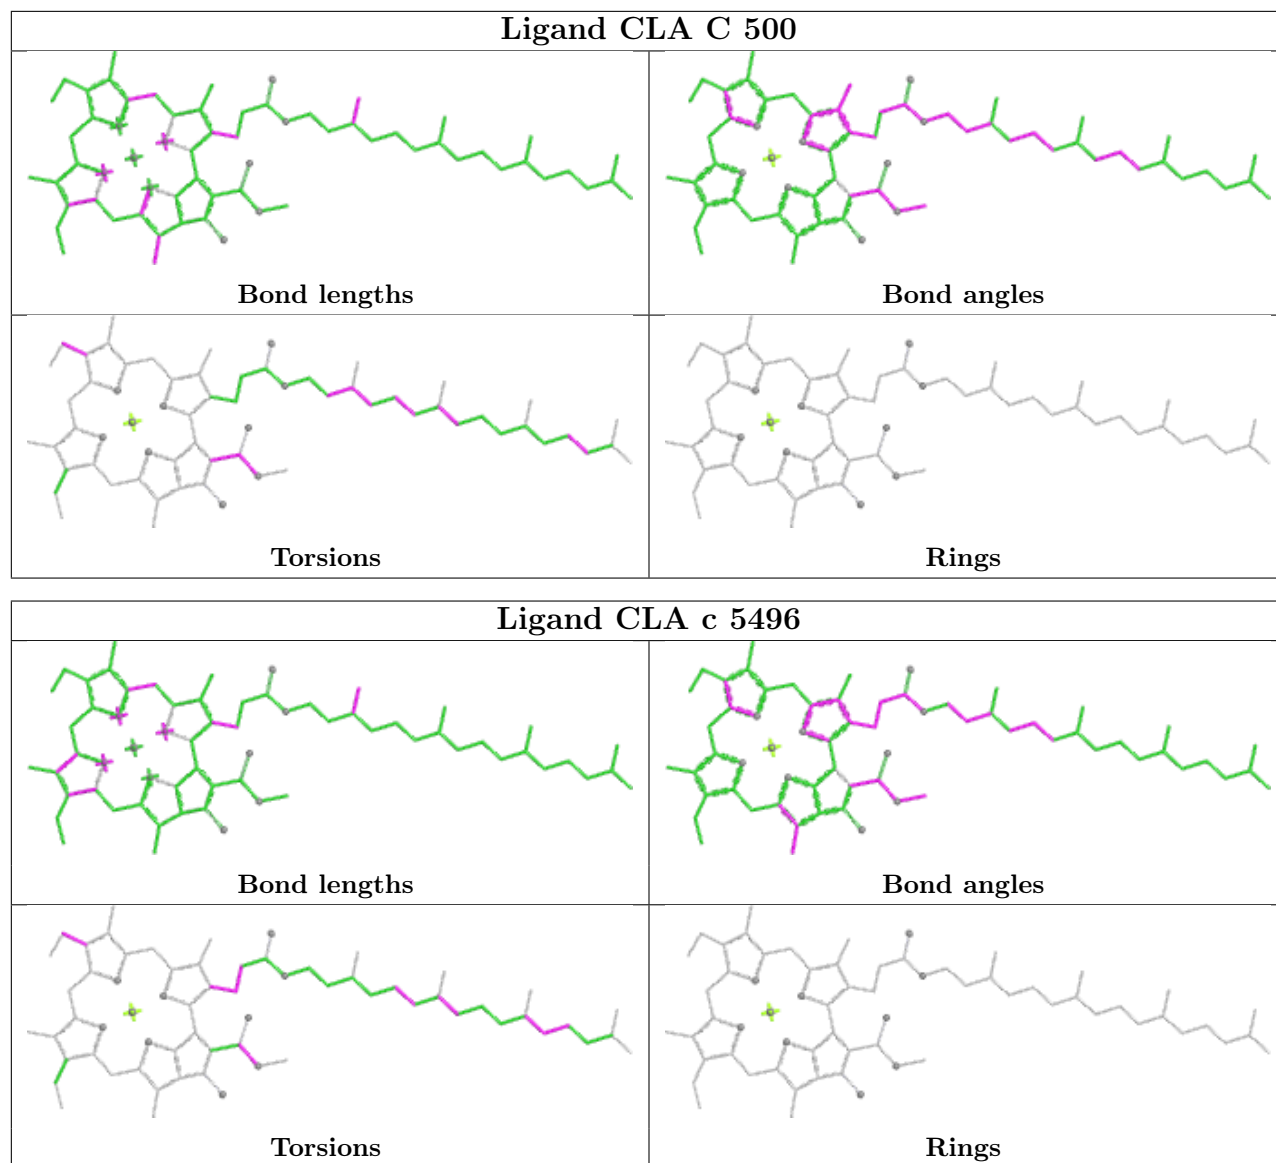 Ligand CLA C 500
Bond lengths
Bond angles
Torsions
Rings
Ligand CLA c 5496
Bond lengths
Bond angles
Torsions
Rings